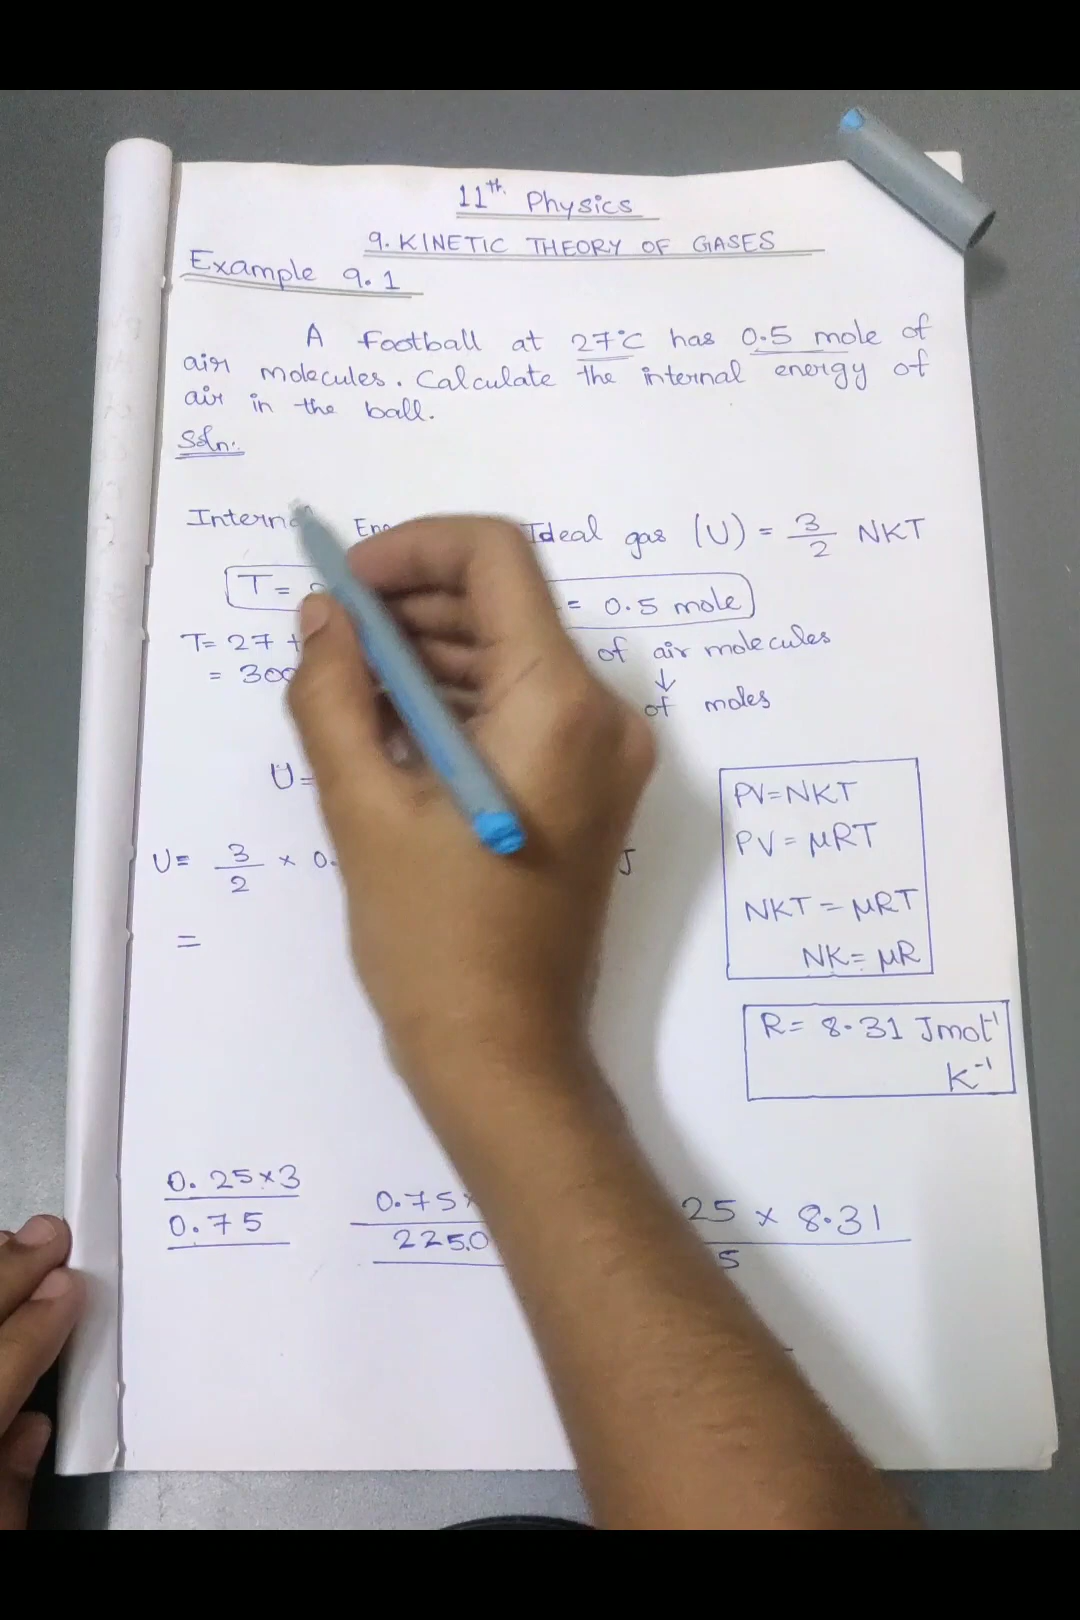 11th Physics
9. KINETIC THEORY OF GASES
Example 9.1
A Football at 27°C has 0.5 mole of
air molecules. Calculate the internal energy of
air in the ball.
Soln:
Ideal gas (U) = 3/2 NKT
T= = 0.5 mole
T= 27 + of air molecules
= 300 ↓
of moles
U=
PV=NKT
PV = μRT
U= 3/2 × 0. J
NKT = μRT
=
NK= μR
R= 8.31 Jmol⁻¹
K⁻¹
0.25×3
0.75
0.75×
225.0
25 × 8.31
5